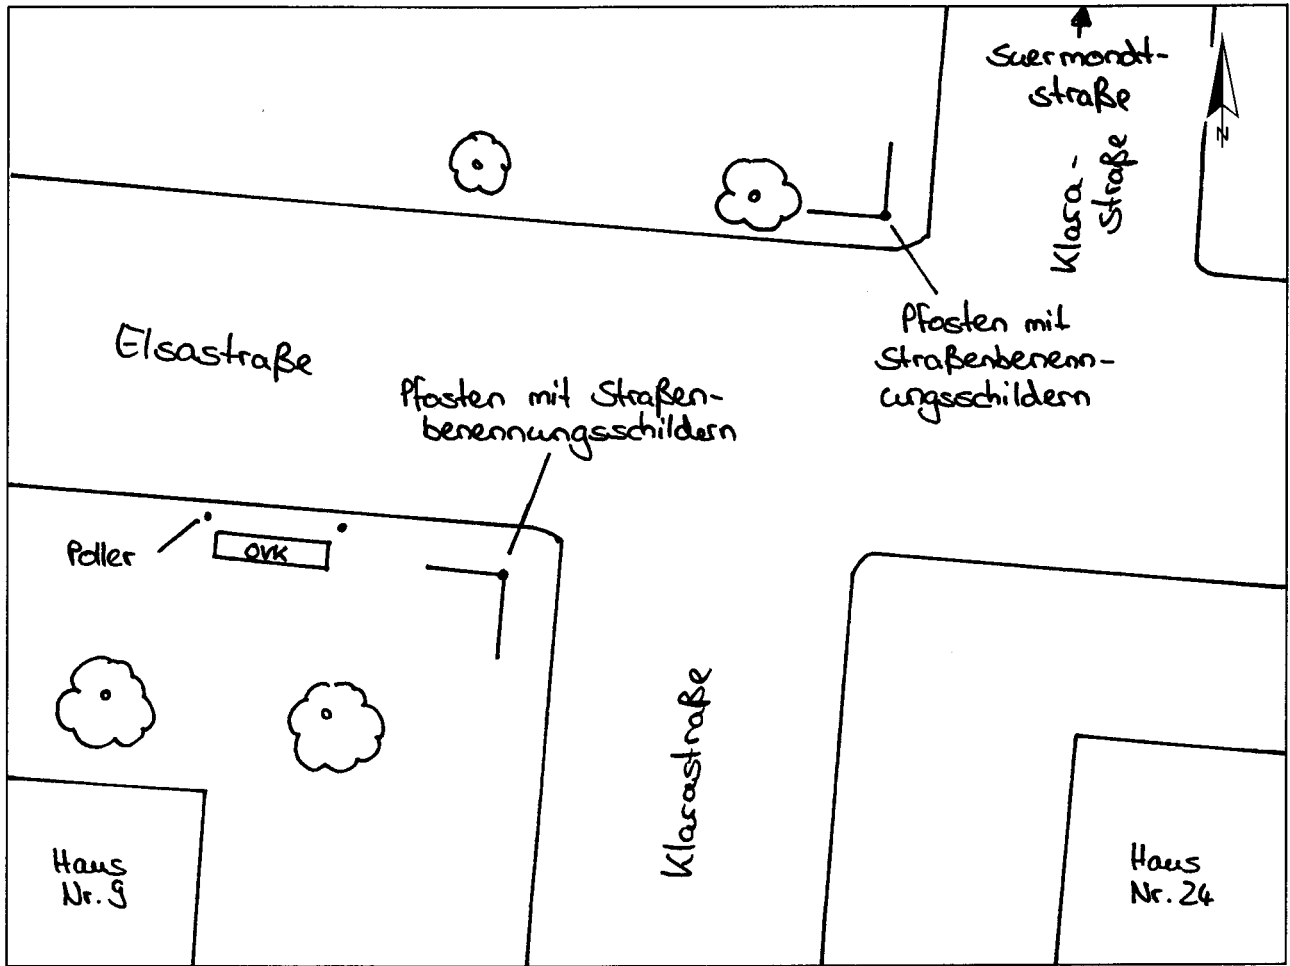 Suermondt-
straße
N
Klara-
straße
Pfosten mit
Straßenbenenn-
ungsschildern
Elsastraße
Pfosten mit Straßen-
benennungsschildern
Poller
OVK
Klarastraße
Haus
Nr. 9
Haus
Nr. 24